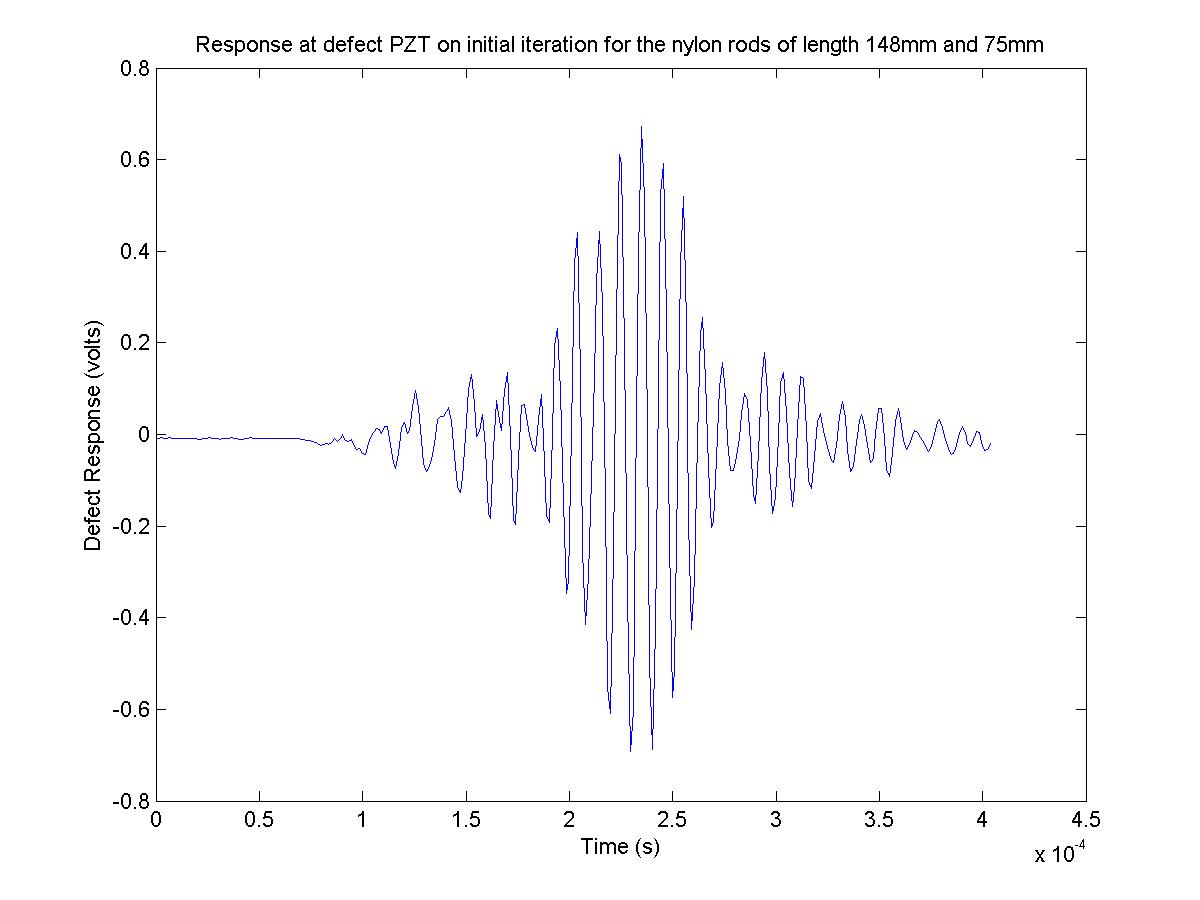 Response at defect PZT on initial iteration for the nylon rods of length 148mm and 75mm
0.8
0.6
0.4
0.2
0
-0.2
-0.4
-0.6
-0.8
Defect Response (volts)
0 0.5 1 1.5 2 2.5 3 3.5 4 4.5
Time (s)
x 10-4